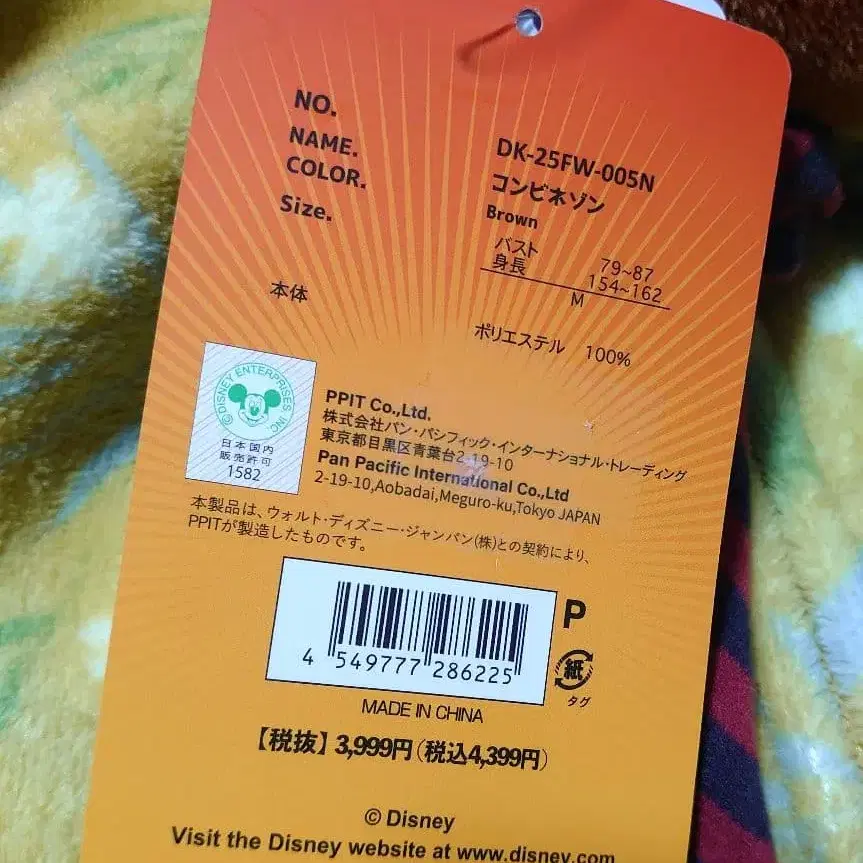 NO. DK-25FW-005N
NAME. コンビネゾン
COLOR. Brown
Size. バスト 79~87
身長 154~162
M
本体 ポリエステル 100%
©DISNEY ENTERPRISES, INC
日本国内
販売許可
1582
PPIT Co.,Ltd.
株式会社パン・パシフィック・インターナショナル・トレーディング
東京都目黒区青葉台2-19-10
Pan Pacific International Co.,Ltd
2-19-10,Aobadai,Meguro-ku,Tokyo JAPAN
本製品は、ウォルト・ディズニー・ジャンパン(株)との契約により、
PPITが製造したものです。
4 549777 286225
P
紙
タグ
MADE IN CHINA
【税抜】3,999円(税込4,399円)
© Disney
Visit the Disney website at www.disney.com